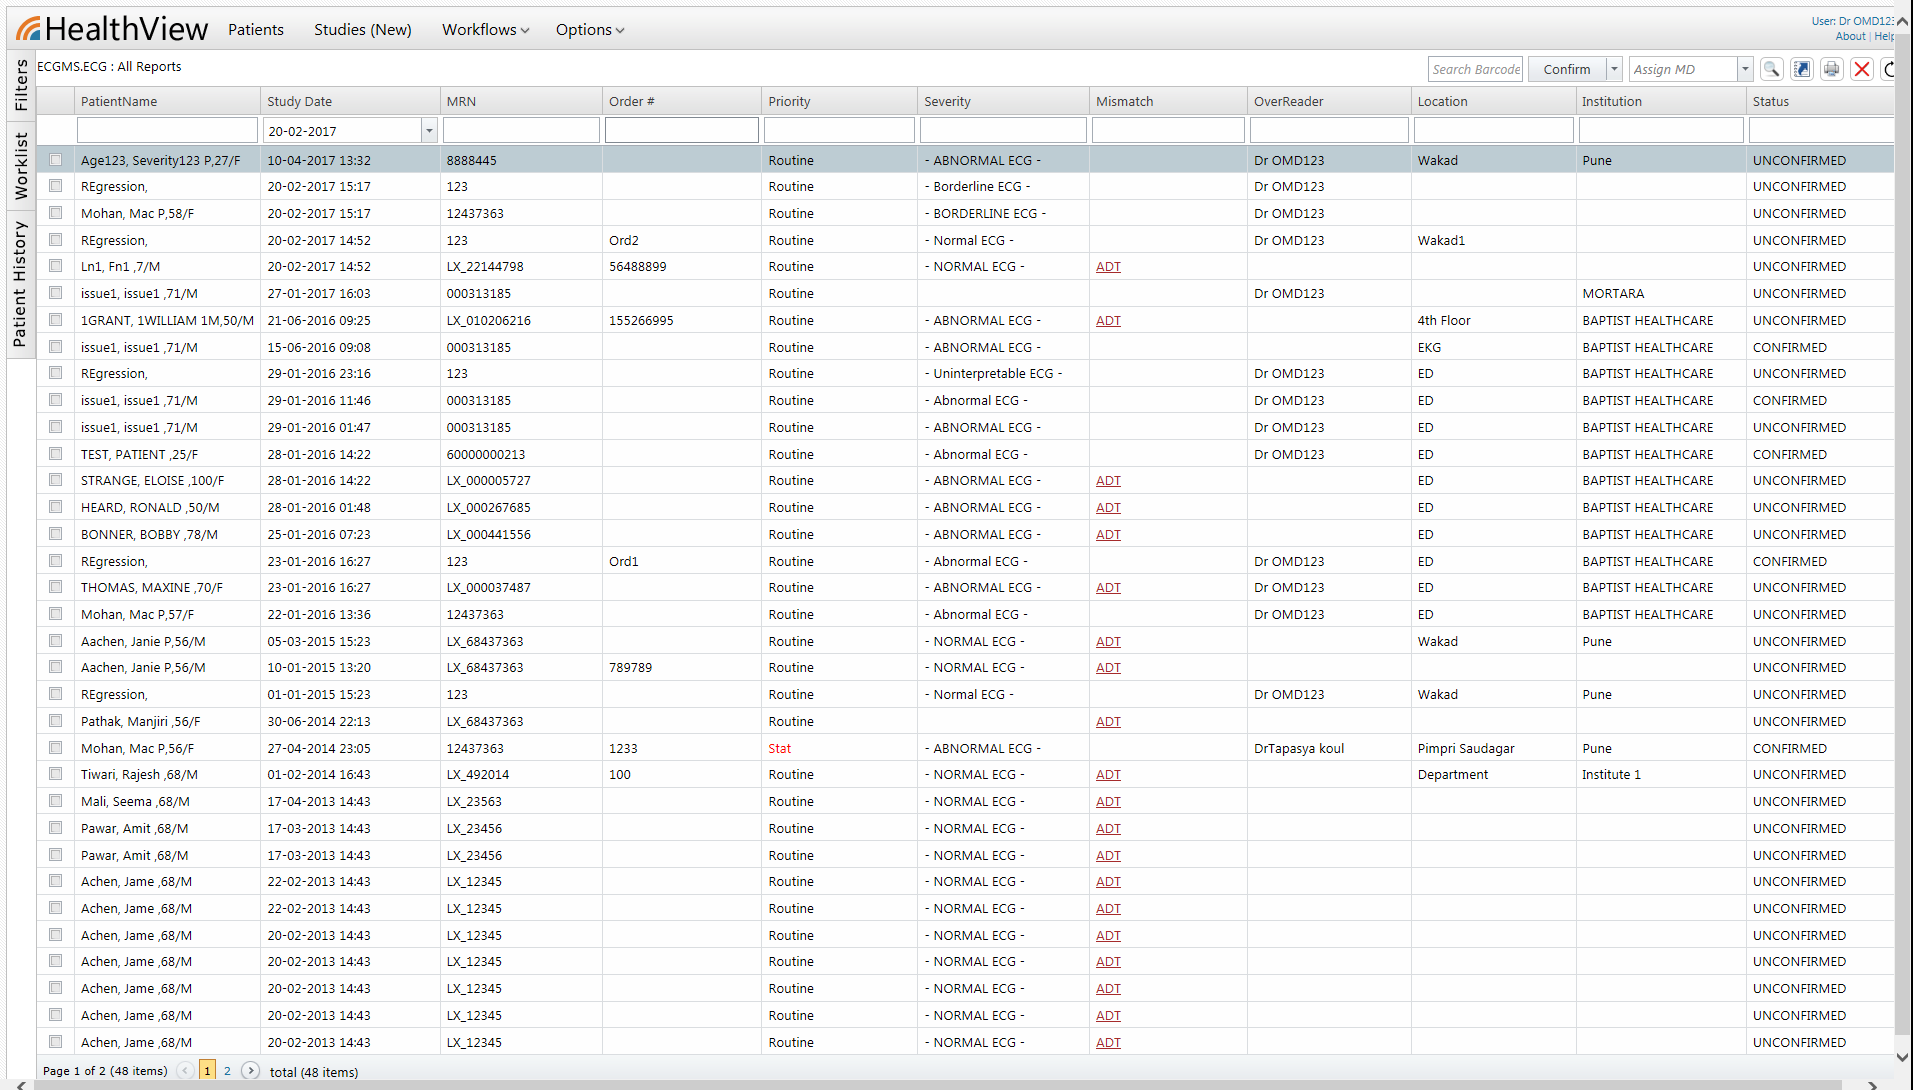 HealthView Patients Studies (New) Workflows Options
User: Dr OMD123
About | Help
Filters
Worklist
Patient History
ECGMS.ECG : All Reports Search Barcode Confirm Assign MD
PatientName Study Date MRN Order # Priority Severity Mismatch OverReader Location Institution Status
20-02-2017
Age123, Severity123 P,27/F 10-04-2017 13:32 8888445 Routine - ABNORMAL ECG - Dr OMD123 Wakad Pune UNCONFIRMED
REgression, 20-02-2017 15:17 123 Routine - Borderline ECG - Dr OMD123 UNCONFIRMED
Mohan, Mac P,58/F 20-02-2017 15:17 12437363 Routine - BORDERLINE ECG - Dr OMD123 UNCONFIRMED
REgression, 20-02-2017 14:52 123 Ord2 Routine - Normal ECG - Dr OMD123 Wakad1 UNCONFIRMED
Ln1, Fn1 ,7/M 20-02-2017 14:52 LX_22144798 56488899 Routine - NORMAL ECG - ADT UNCONFIRMED
issue1, issue1 ,71/M 27-01-2017 16:03 000313185 Routine Dr OMD123 MORTARA UNCONFIRMED
1GRANT, 1WILLIAM 1M,50/M 21-06-2016 09:25 LX_010206216 155266995 Routine - ABNORMAL ECG - ADT 4th Floor BAPTIST HEALTHCARE UNCONFIRMED
issue1, issue1 ,71/M 15-06-2016 09:08 000313185 Routine - ABNORMAL ECG - EKG BAPTIST HEALTHCARE CONFIRMED
REgression, 29-01-2016 23:16 123 Routine - Uninterpretable ECG - Dr OMD123 ED BAPTIST HEALTHCARE UNCONFIRMED
issue1, issue1 ,71/M 29-01-2016 11:46 000313185 Routine - Abnormal ECG - Dr OMD123 ED BAPTIST HEALTHCARE CONFIRMED
issue1, issue1 ,71/M 29-01-2016 01:47 000313185 Routine - ABNORMAL ECG - Dr OMD123 ED BAPTIST HEALTHCARE UNCONFIRMED
TEST, PATIENT ,25/F 28-01-2016 14:22 60000000213 Routine - Abnormal ECG - Dr OMD123 ED BAPTIST HEALTHCARE CONFIRMED
STRANGE, ELOISE ,100/F 28-01-2016 14:22 LX_000005727 Routine - ABNORMAL ECG - ADT ED BAPTIST HEALTHCARE UNCONFIRMED
HEARD, RONALD ,50/M 28-01-2016 01:48 LX_000267685 Routine - ABNORMAL ECG - ADT ED BAPTIST HEALTHCARE UNCONFIRMED
BONNER, BOBBY ,78/M 25-01-2016 07:23 LX_000441556 Routine - ABNORMAL ECG - ADT ED BAPTIST HEALTHCARE UNCONFIRMED
REgression, 23-01-2016 16:27 123 Ord1 Routine - Abnormal ECG - Dr OMD123 ED BAPTIST HEALTHCARE CONFIRMED
THOMAS, MAXINE ,70/F 23-01-2016 16:27 LX_000037487 Routine - ABNORMAL ECG - ADT Dr OMD123 ED BAPTIST HEALTHCARE UNCONFIRMED
Mohan, Mac P,57/F 22-01-2016 13:36 12437363 Routine - Abnormal ECG - Dr OMD123 ED BAPTIST HEALTHCARE UNCONFIRMED
Aachen, Janie P,56/M 05-03-2015 15:23 LX_68437363 Routine - NORMAL ECG - ADT Wakad Pune UNCONFIRMED
Aachen, Janie P,56/M 10-01-2015 13:20 LX_68437363 789789 Routine - NORMAL ECG - ADT UNCONFIRMED
REgression, 01-01-2015 15:23 123 Routine - Normal ECG - Dr OMD123 Wakad Pune UNCONFIRMED
Pathak, Manjiri ,56/F 30-06-2014 22:13 LX_68437363 Routine ADT UNCONFIRMED
Mohan, Mac P,56/F 27-04-2014 23:05 12437363 1233 Stat - ABNORMAL ECG - DrTapasya koul Pimpri Saudagar Pune CONFIRMED
Tiwari, Rajesh ,68/M 01-02-2014 16:43 LX_492014 100 Routine - NORMAL ECG - ADT Department Institute 1 UNCONFIRMED
Mali, Seema ,68/M 17-04-2013 14:43 LX_23563 Routine - NORMAL ECG - ADT UNCONFIRMED
Pawar, Amit ,68/M 17-03-2013 14:43 LX_23456 Routine - NORMAL ECG - ADT UNCONFIRMED
Pawar, Amit ,68/M 17-03-2013 14:43 LX_23456 Routine - NORMAL ECG - ADT UNCONFIRMED
Achen, Jame ,68/M 22-02-2013 14:43 LX_12345 Routine - NORMAL ECG - ADT UNCONFIRMED
Achen, Jame ,68/M 22-02-2013 14:43 LX_12345 Routine - NORMAL ECG - ADT UNCONFIRMED
Achen, Jame ,68/M 20-02-2013 14:43 LX_12345 Routine - NORMAL ECG - ADT UNCONFIRMED
Achen, Jame ,68/M 20-02-2013 14:43 LX_12345 Routine - NORMAL ECG - ADT UNCONFIRMED
Achen, Jame ,68/M 20-02-2013 14:43 LX_12345 Routine - NORMAL ECG - ADT UNCONFIRMED
Achen, Jame ,68/M 20-02-2013 14:43 LX_12345 Routine - NORMAL ECG - ADT UNCONFIRMED
Achen, Jame ,68/M 20-02-2013 14:43 LX_12345 Routine - NORMAL ECG - ADT UNCONFIRMED
Page 1 of 2 (48 items) 1 2 total (48 items)